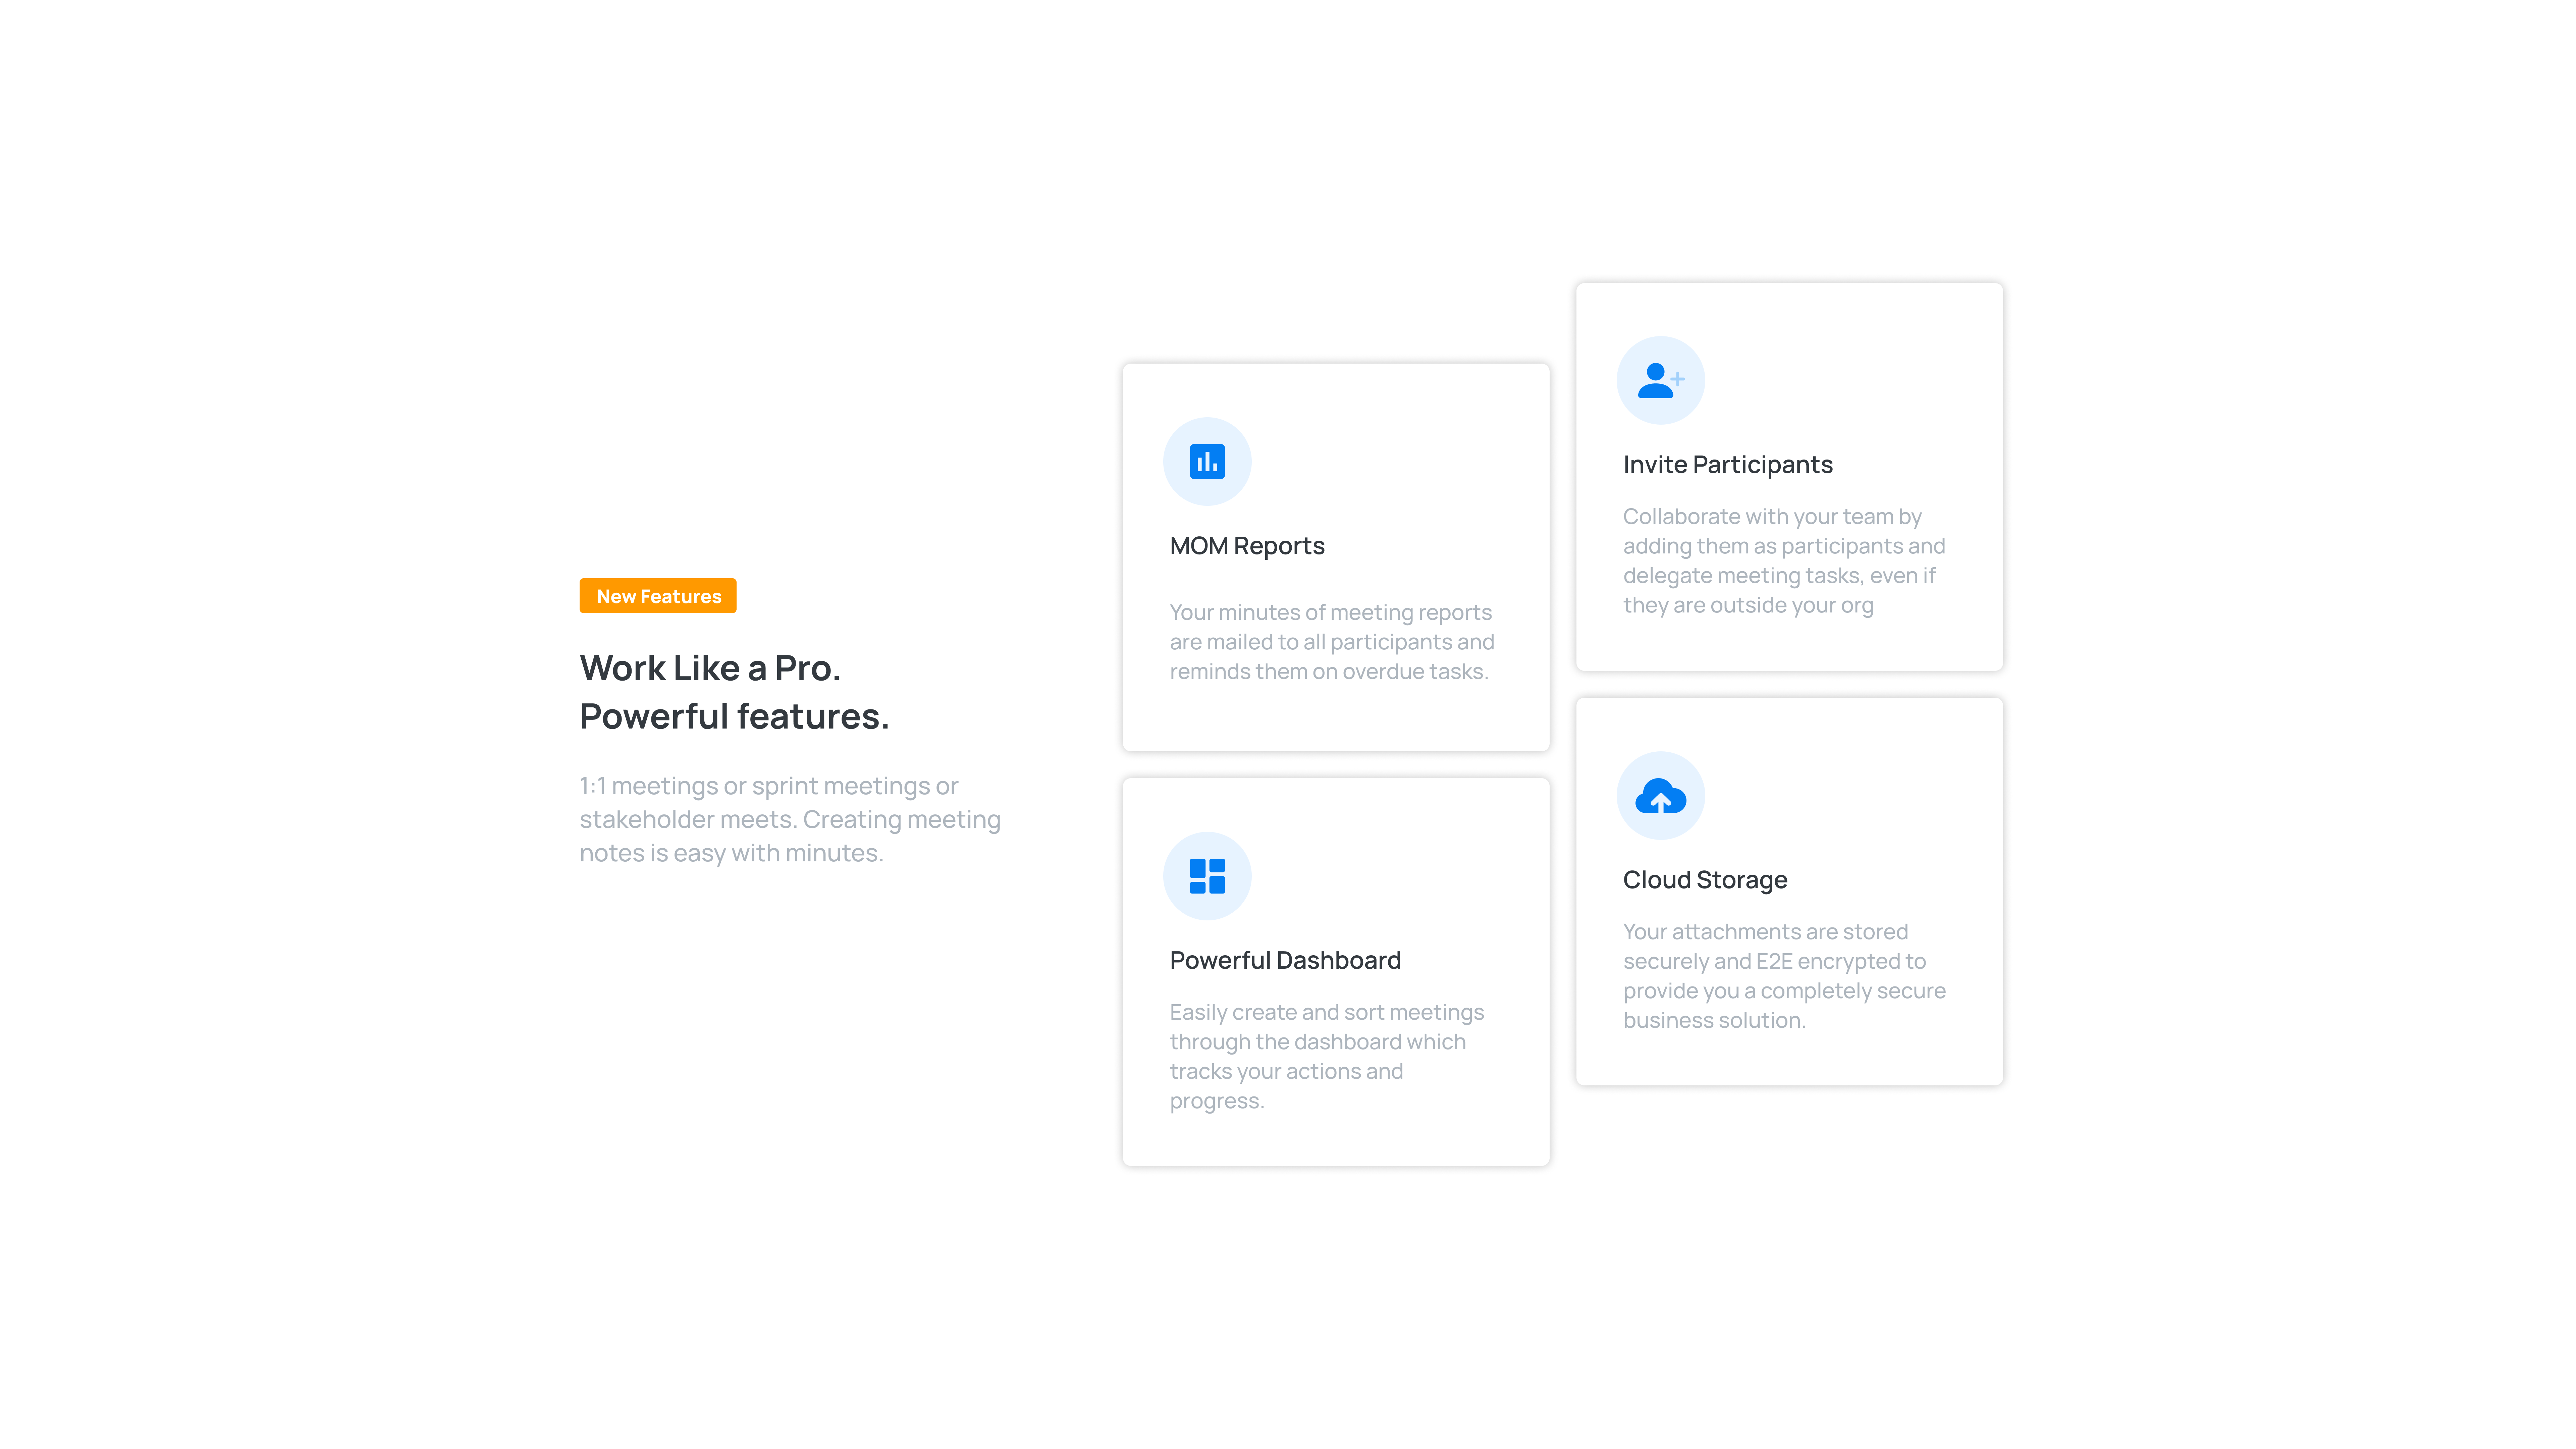 New Features
Work Like a Pro.
Powerful features.
1:1 meetings or sprint meetings or
stakeholder meets. Creating meeting
notes is easy with minutes.
MOM Reports
Your minutes of meeting reports
are mailed to all participants and
reminds them on overdue tasks.
Powerful Dashboard
Easily create and sort meetings
through the dashboard which
tracks your actions and
progress.
Invite Participants
Collaborate with your team by
adding them as participants and
delegate meeting tasks, even if
they are outside your org
Cloud Storage
Your attachments are stored
securely and E2E encrypted to
provide you a completely secure
business solution.